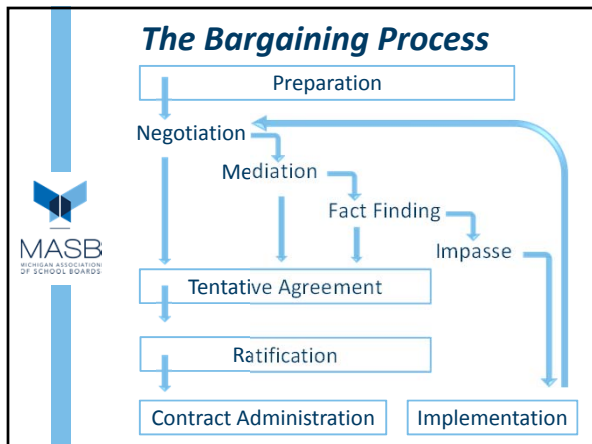 The Bargaining Process
Preparation
Negotiation
Mediation
Fact Finding
Impasse
MASB
MICHIGAN ASSOCIATION
OF SCHOOL BOARDS
Tentative Agreement
Ratification
Contract Administration
Implementation